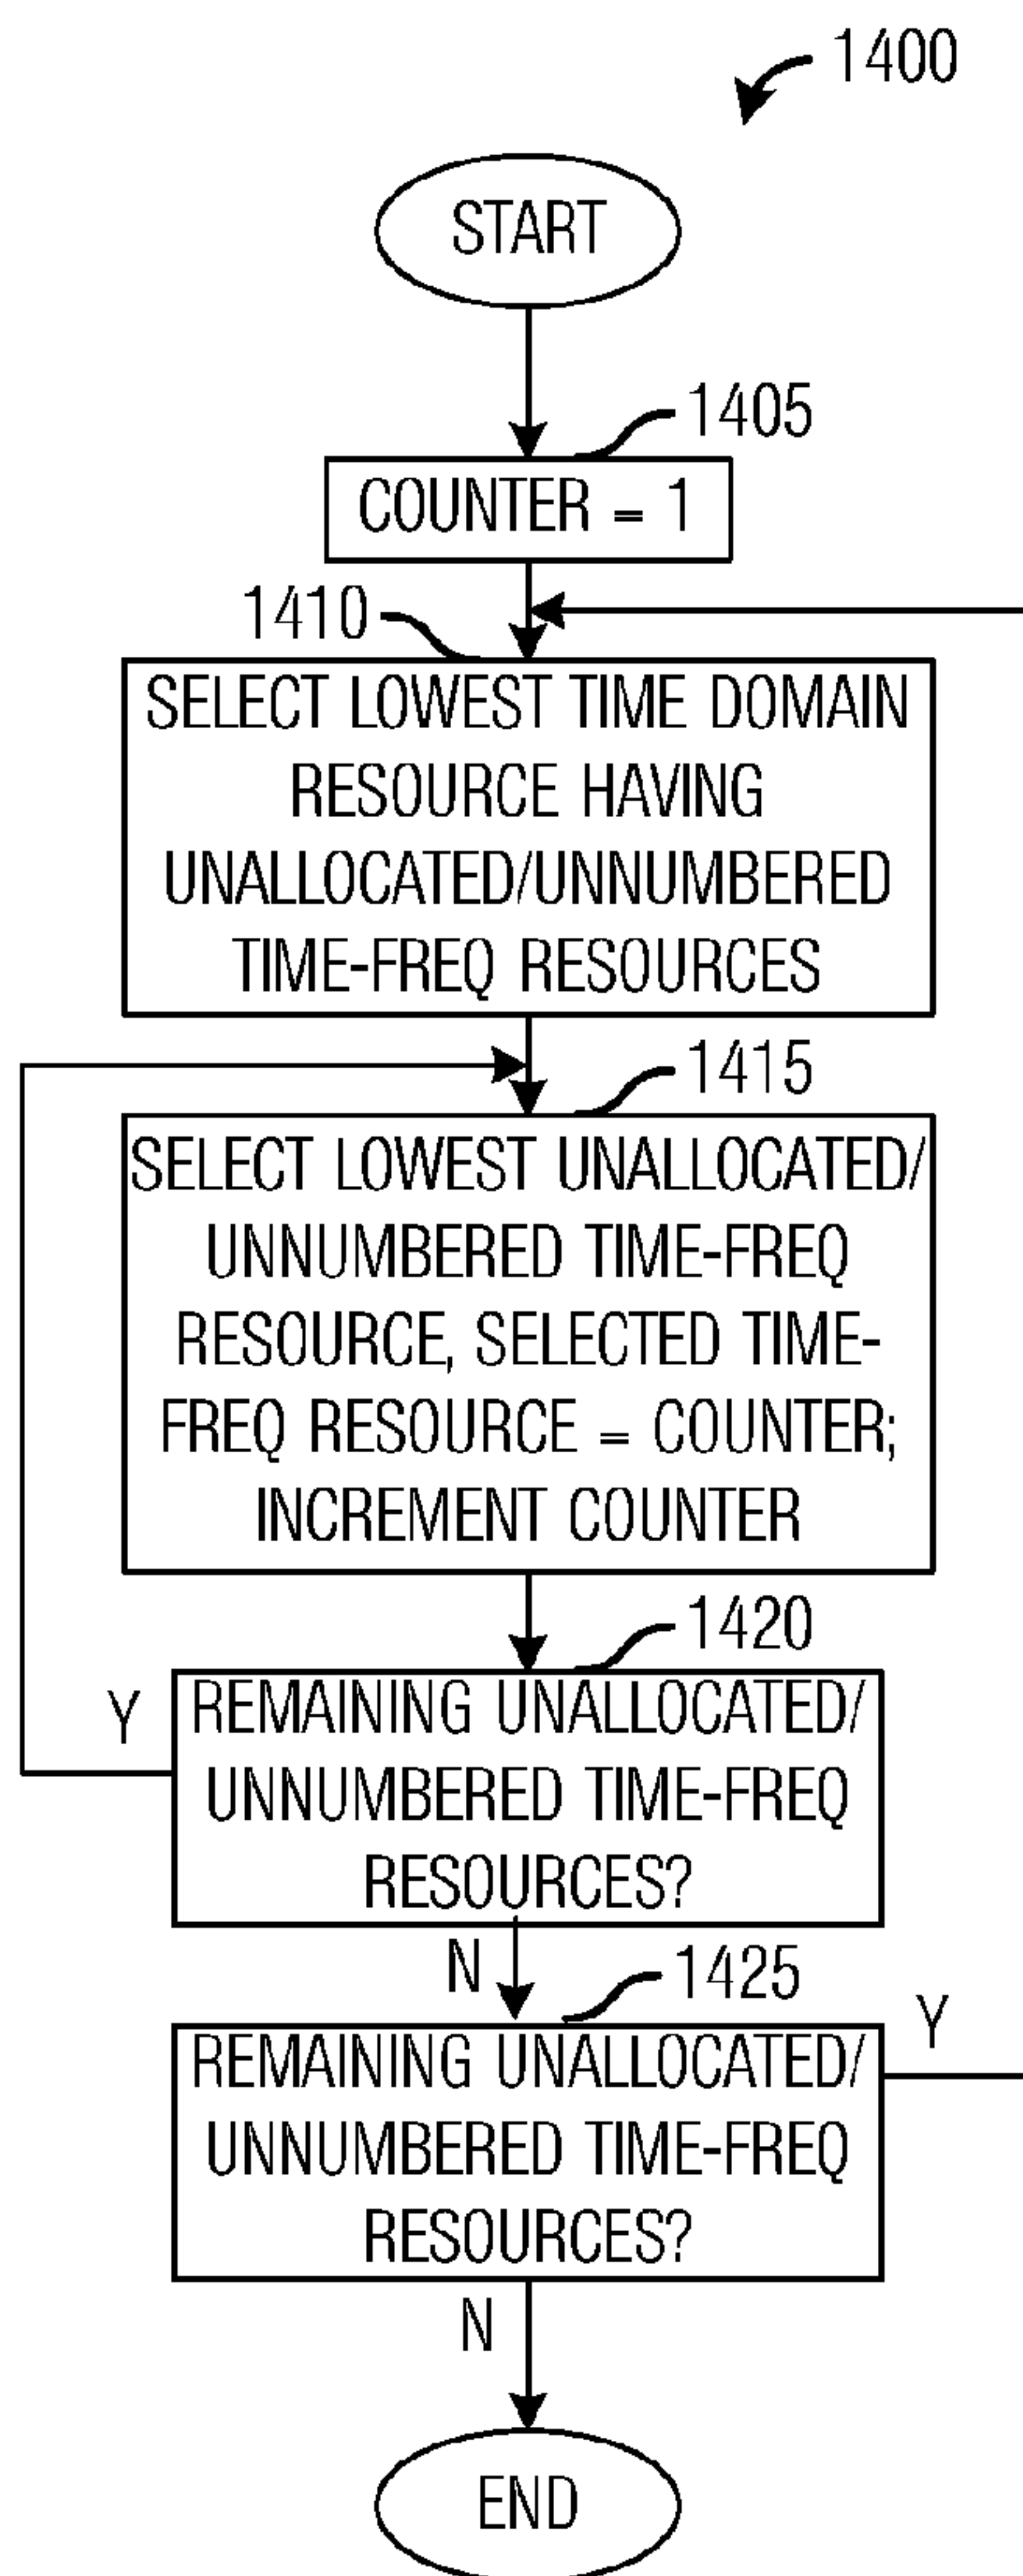 1400
START
1405
COUNTER = 1
1410
SELECT LOWEST TIME DOMAIN
RESOURCE HAVING
UNALLOCATED/UNNUMBERED
TIME-FREQ RESOURCES
1415
SELECT LOWEST UNALLOCATED/
UNNUMBERED TIME-FREQ
RESOURCE, SELECTED TIME-
FREQ RESOURCE = COUNTER;
INCREMENT COUNTER
1420
Y
REMAINING UNALLOCATED/
UNNUMBERED TIME-FREQ
RESOURCES?
N
1425
Y
REMAINING UNALLOCATED/
UNNUMBERED TIME-FREQ
RESOURCES?
N
END